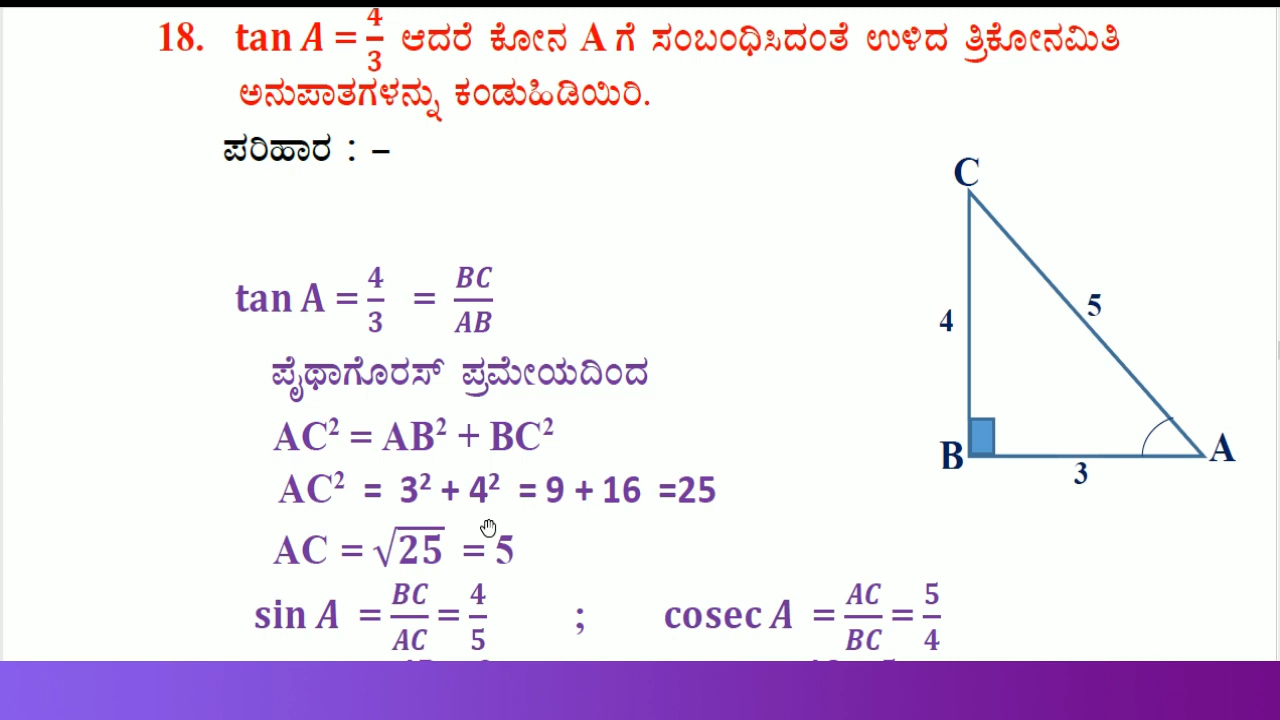 18. tan A = 4/3 ಆದರೆ ಕೋನ A ಗೆ ಸಂಬಂಧಿಸಿದಂತೆ ಉಳಿದ ತ್ರಿಕೋನಮಿತಿ
ಅನುಪಾತಗಳನ್ನು ಕಂಡುಹಿಡಿಯಿರಿ.
ಪರಿಹಾರ : –
C
tan A = 4/3 = BC/AB
4
5
ಪೈಥಾಗೊರಸ್ ಪ್ರಮೇಯದಿಂದ
AC² = AB² + BC²
B
A
3
AC² = 3² + 4² = 9 + 16 =25
AC = √25 = 5
sin A = BC/AC = 4/5 ; cosec A = AC/BC = 5/4